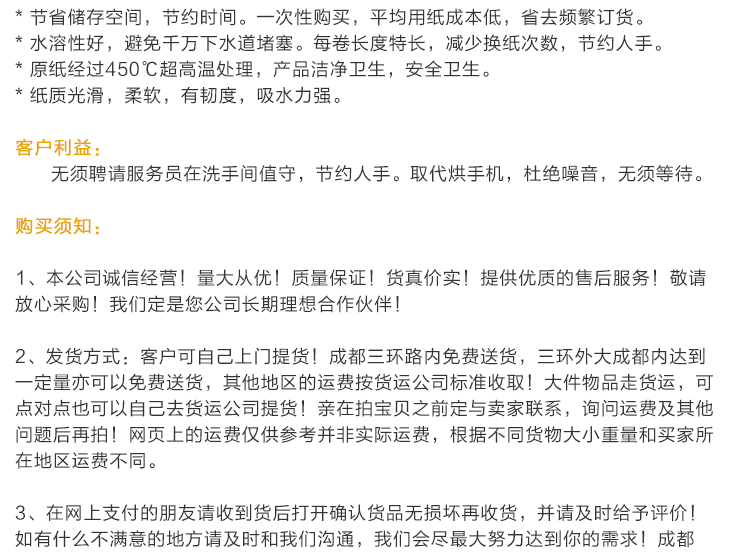 * 节省储存空间，节约时间。一次性购买，平均用纸成本低，省去频繁订货。
* 水溶性好，避免千万下水道堵塞。每卷长度特长，减少换纸次数，节约人手。
* 原纸经过450℃超高温处理，产品洁净卫生，安全卫生。
* 纸质光滑，柔软，有韧度，吸水力强。
客户利益：
无须聘请服务员在洗手间值守，节约人手。取代烘手机，杜绝噪音，无须等待。
购买须知：
1、本公司诚信经营！量大从优！质量保证！货真价实！提供优质的售后服务！敬请
放心采购！我们定是您公司长期理想合作伙伴！
2、发货方式：客户可自己上门提货！成都三环路内免费送货，三环外大成都内达到
一定量亦可以免费送货，其他地区的运费按货运公司标准收取！大件物品走货运，可
点对点也可以自己去货运公司提货！亲在拍宝贝之前定与卖家联系，询问运费及其他
问题后再拍！网页上的运费仅供参考并非实际运费，根据不同货物大小重量和买家所
在地区运费不同。
3、在网上支付的朋友请收到货后打开确认货品无损坏再收货，并请及时给予评价！
如有什么不满意的地方请及时和我们沟通，我们会尽最大努力达到你的需求！成都